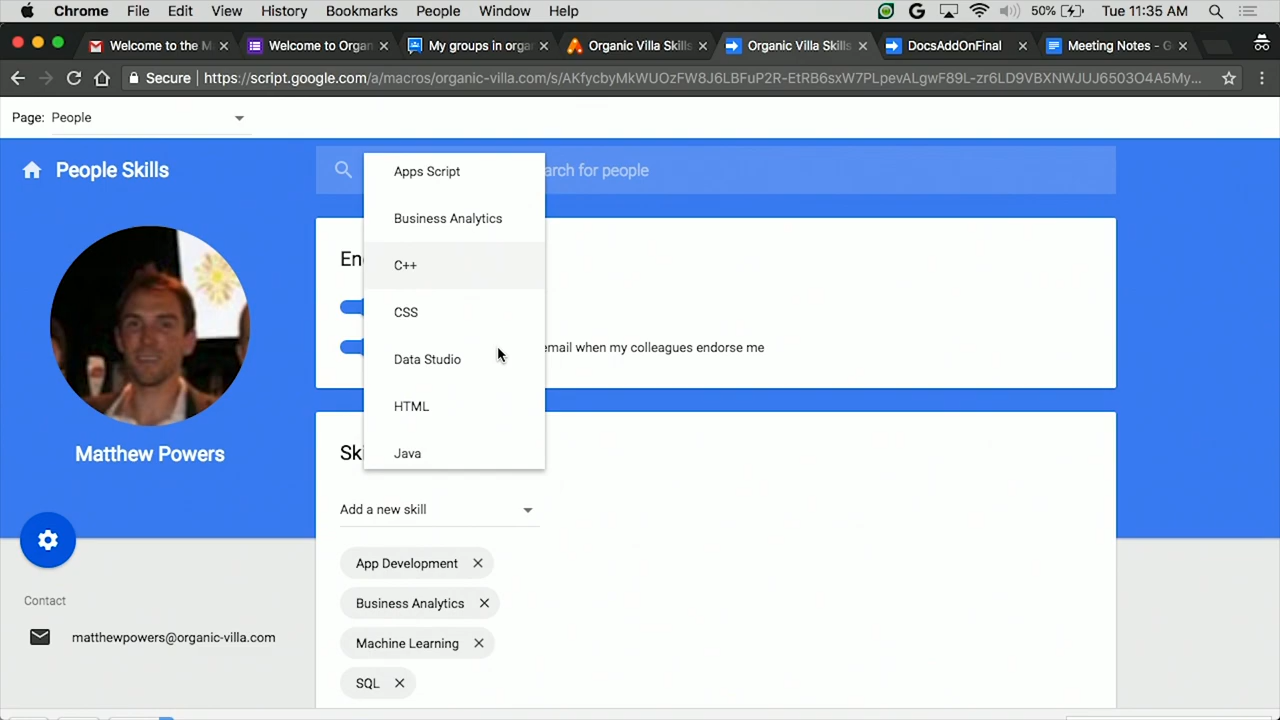 Chrome File Edit View History Bookmarks People Window Help 50% Tue 11:35 AM
Welcome to the M Welcome to Organ My groups in orga Organic Villa Skills Organic Villa Skills DocsAddOnFinal Meeting Notes - G
Secure https://script.google.com/a/macros/organic-villa.com/s/AKfycbyMkWUOzFW8J6LBFuP2R-EtRB6sxW7PLpevALgwF89L-zr6LD9VBXNWJUJ6503O4A5My...
Page: People
People Skills
arch for people
Apps Script
Business Analytics
C++
CSS
Data Studio
HTML
Java
En
email when my colleagues endorse me
Matthew Powers
Ski
Add a new skill
App Development
Business Analytics
Machine Learning
SQL
Contact
matthewpowers@organic-villa.com